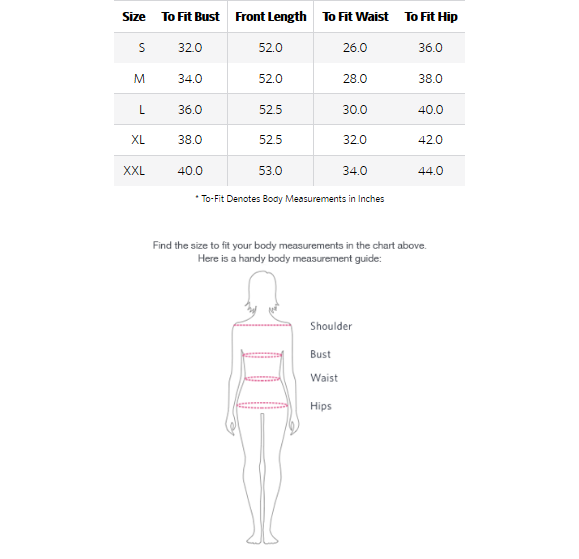 Size To Fit Bust Front Length To Fit Waist To Fit Hip
S 32.0 52.0 26.0 36.0
M 34.0 52.0 28.0 38.0
L 36.0 52.5 30.0 40.0
XL 38.0 52.5 32.0 42.0
XXL 40.0 53.0 34.0 44.0
* To-Fit Denotes Body Measurements in Inches
Find the size to fit your body measurements in the chart above.
Here is a handy body measurement guide:
Shoulder
Bust
Waist
Hips